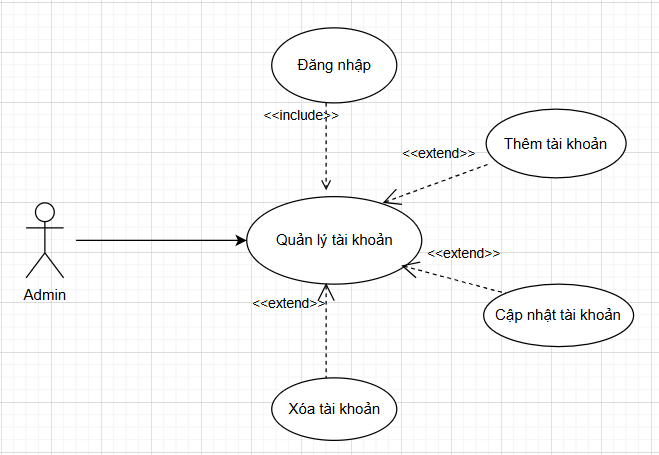 Đăng nhập
<<include>>
Thêm tài khoản
<<extend>>
Quản lý tài khoản
<<extend>>
Admin
<<extend>>
Cập nhật tài khoản
Xóa tài khoản